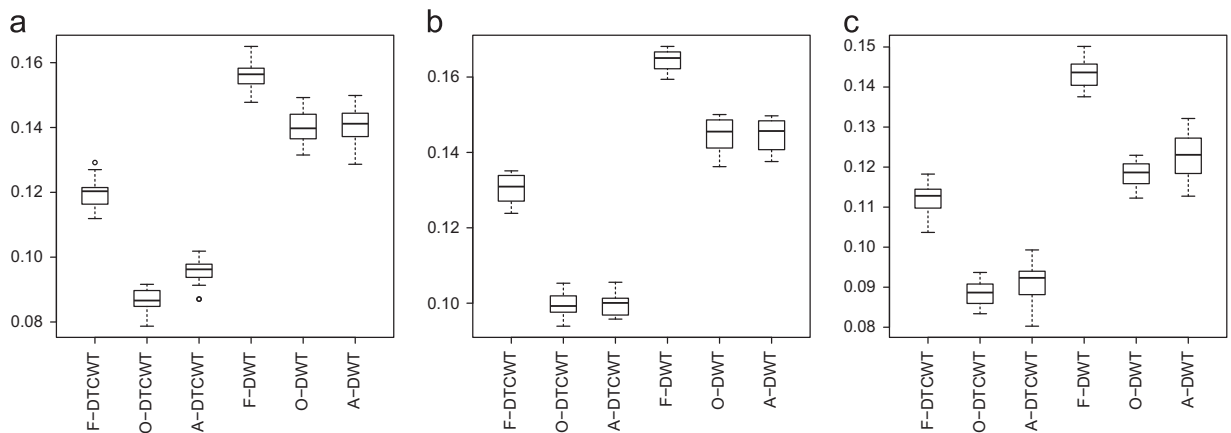 a
0.16
0.14
0.12
0.10
0.08
F-DTCWT
O-DTCWT
A-DTCWT
F-DWT
O-DWT
A-DWT
b
0.16
0.14
0.12
0.10
F-DTCWT
O-DTCWT
A-DTCWT
F-DWT
O-DWT
A-DWT
c
0.15
0.14
0.13
0.12
0.11
0.10
0.09
0.08
F-DTCWT
O-DTCWT
A-DTCWT
F-DWT
O-DWT
A-DWT